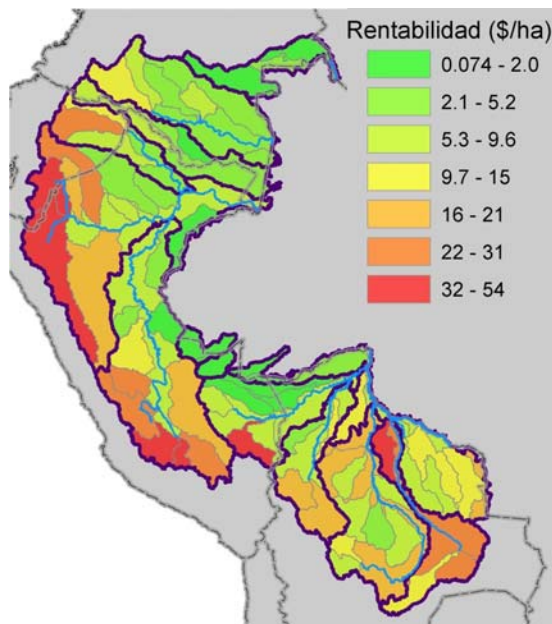 Rentabilidad ($/ha)
0.074 - 2.0
2.1 - 5.2
5.3 - 9.6
9.7 - 15
16 - 21
22 - 31
32 - 54